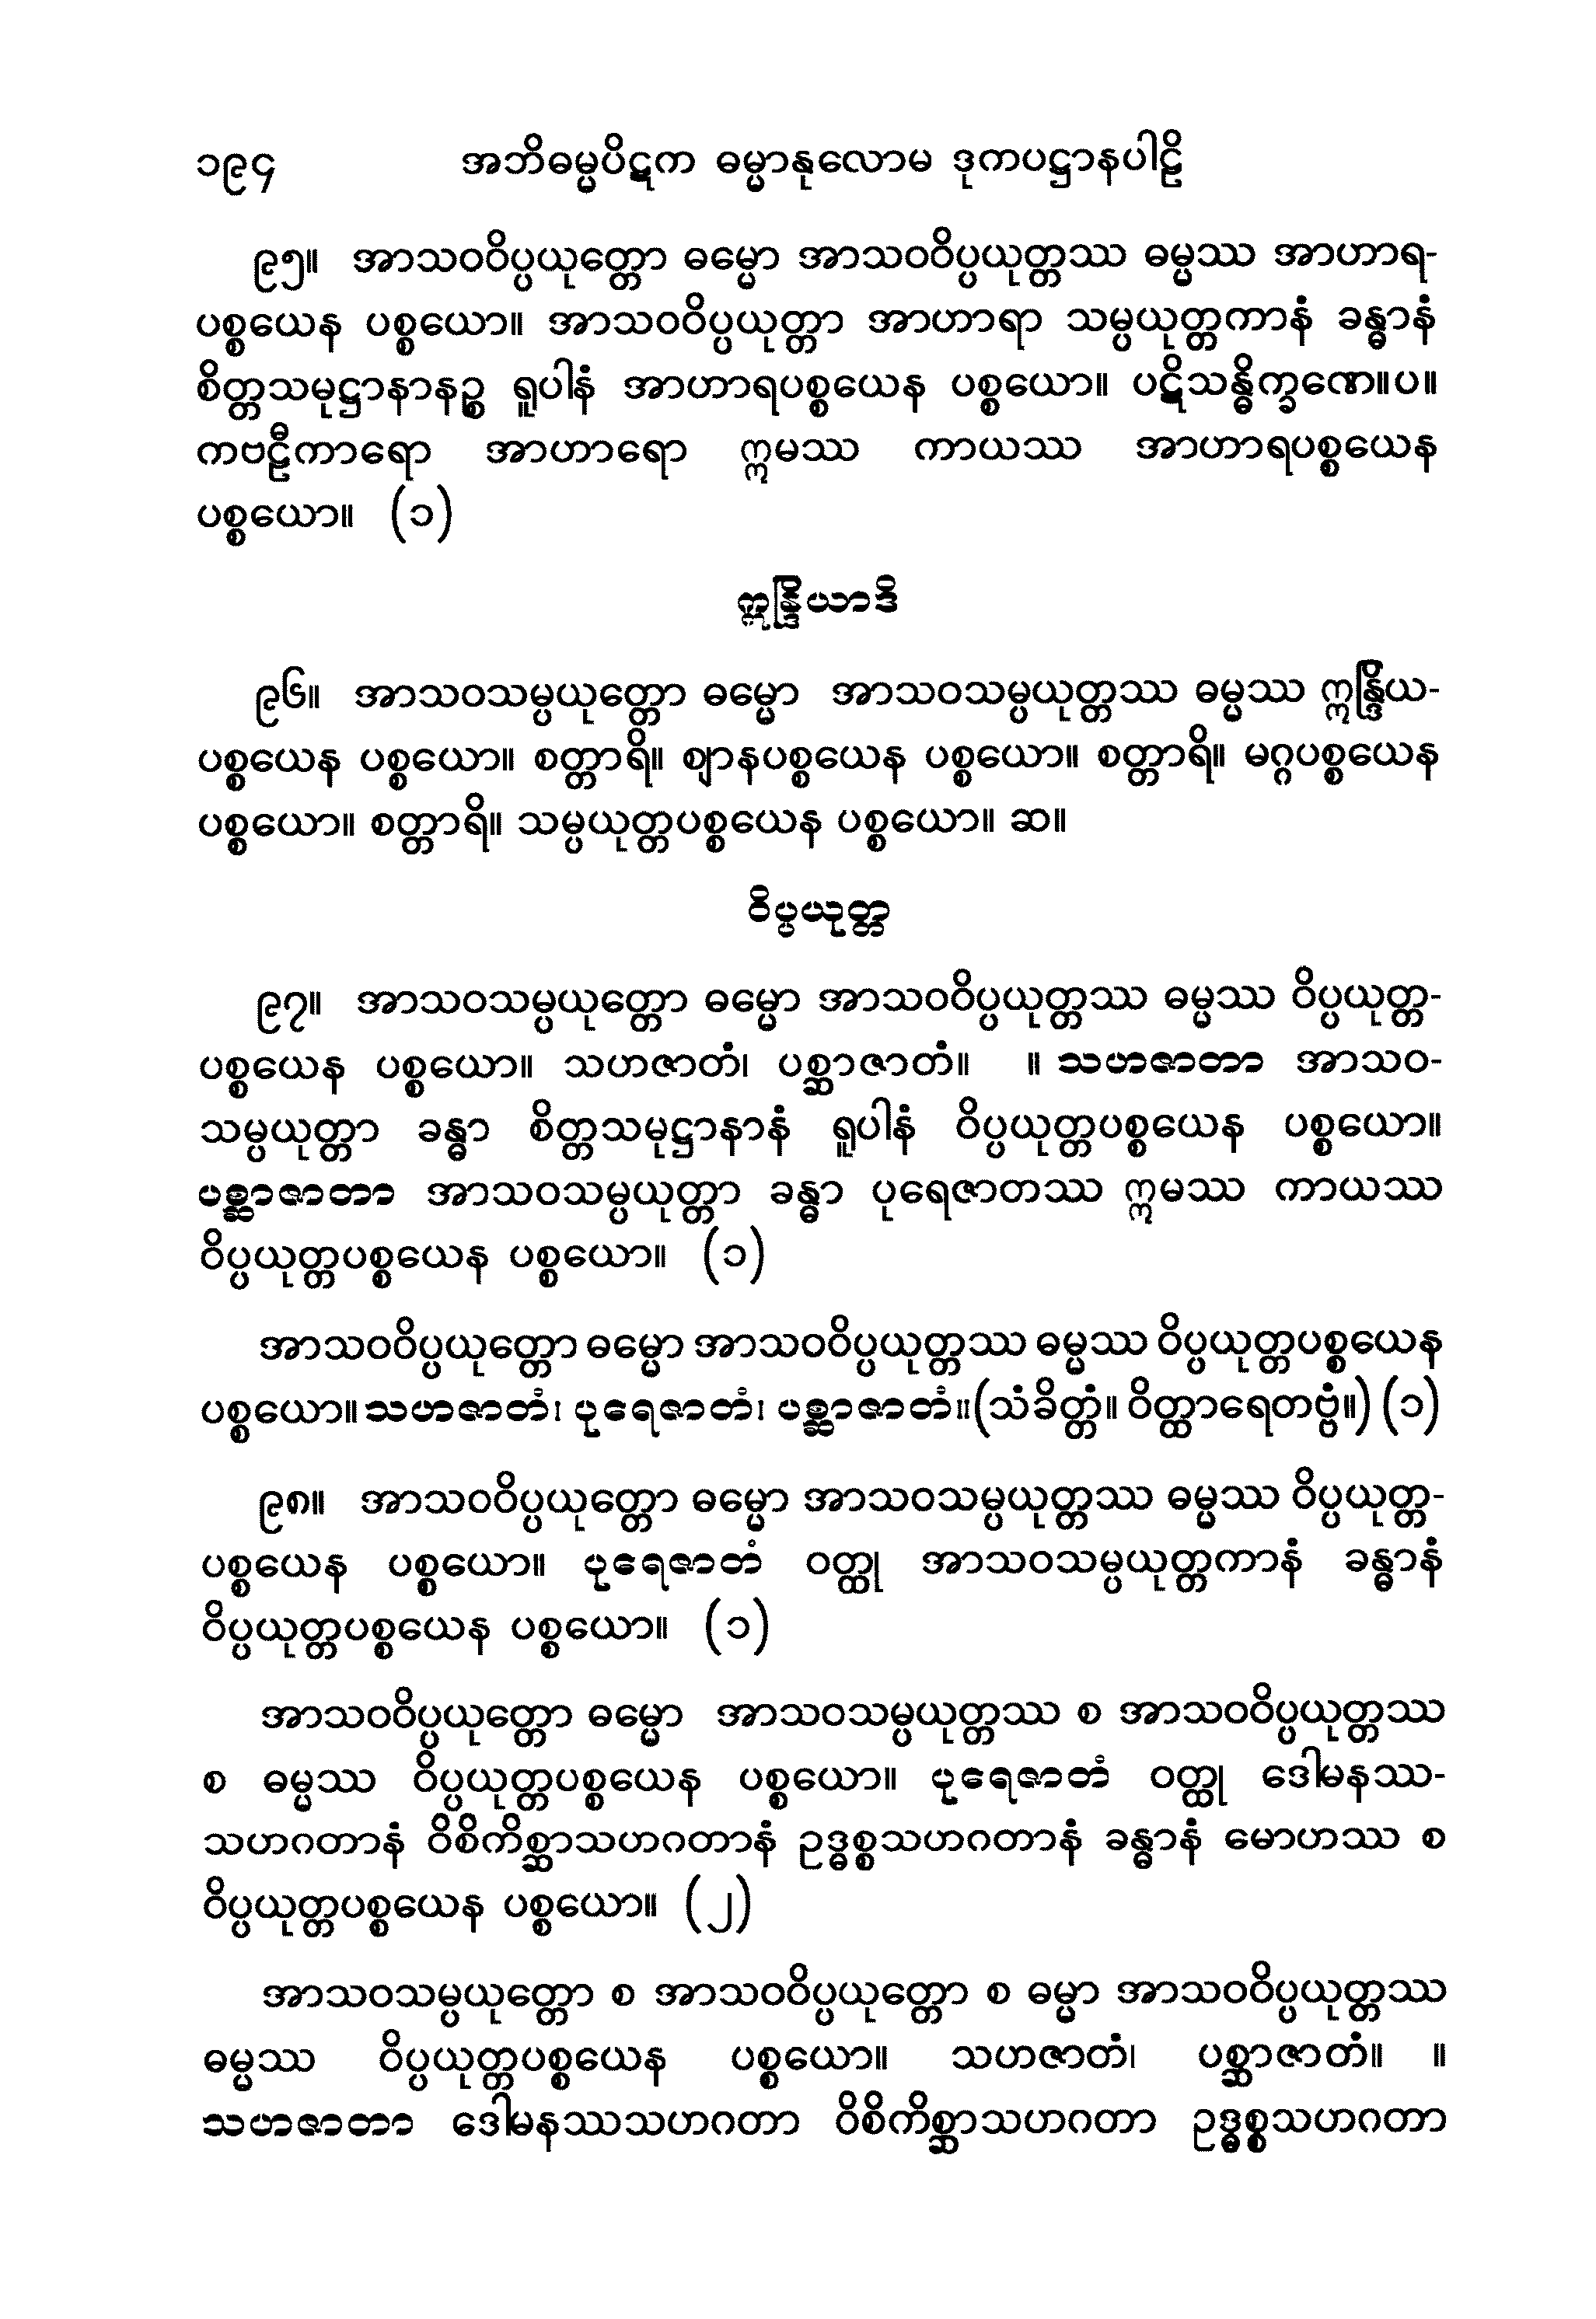 ၁၉၄ အဘိဓမ္မပိဋက ဓမ္မာနုလောမ ဒုကပဋ္ဌာနပါဠိ
၉၅။ အာသဝဝိပ္ပယုတ္တော ဓမ္မော အာသဝဝိပ္ပယုတ္တဿ ဓမ္မဿ အာဟာရ-
ပစ္စယေန ပစ္စယော။ အာသဝဝိပ္ပယုတ္တာ အာဟာရာ သမ္ပယုတ္တကာနံ ခန္ဓာနံ
စိတ္တသမုဋ္ဌာနာနဉ္စ ရူပါနံ အာဟာရပစ္စယေန ပစ္စယော။ ပဋိသန္ဓိက္ခဏေ။ပ။
ကဗဠီကာရော အာဟာရော ဣမဿ ကာယဿ အာဟာရပစ္စယေန
ပစ္စယော။ (၁)
ဣန္ဒြိယာဒိ
၉၆။ အာသဝသမ္ပယုတ္တော ဓမ္မော အာသဝသမ္ပယုတ္တဿ ဓမ္မဿ ဣန္ဒြိယ-
ပစ္စယေန ပစ္စယော။ စတ္တာရိ။ ဈာနပစ္စယေန ပစ္စယော။ စတ္တာရိ။ မဂ္ဂပစ္စယေန
ပစ္စယော။ စတ္တာရိ။ သမ္ပယုတ္တပစ္စယေန ပစ္စယော။ ဆ။
ဝိပ္ပယုတ္တ
၉၇။ အာသဝသမ္ပယုတ္တော ဓမ္မော အာသဝဝိပ္ပယုတ္တဿ ဓမ္မဿ ဝိပ္ပယုတ္တ-
ပစ္စယေန ပစ္စယော။ သဟဇာတံ၊ ပစ္ဆာဇာတံ။ ။ သဟဇာတာ အာသဝ-
သမ္ပယုတ္တာ ခန္ဓာ စိတ္တသမုဋ္ဌာနာနံ ရူပါနံ ဝိပ္ပယုတ္တပစ္စယေန ပစ္စယော။
ပစ္ဆာဇာတာ အာသဝသမ္ပယုတ္တာ ခန္ဓာ ပုရေဇာတဿ ဣမဿ ကာယဿ
ဝိပ္ပယုတ္တပစ္စယေန ပစ္စယော။ (၁)
အာသဝဝိပ္ပယုတ္တော ဓမ္မော အာသဝဝိပ္ပယုတ္တဿ ဓမ္မဿ ဝိပ္ပယုတ္တပစ္စယေန
ပစ္စယော။ သဟဇာတံ၊ ပုရေဇာတံ၊ ပစ္ဆာဇာတံ။ (သံခိတ္တံ။ ဝိတ္ထာရေတဗ္ဗံ။) (၁)
၉၈။ အာသဝဝိပ္ပယုတ္တော ဓမ္မော အာသဝသမ္ပယုတ္တဿ ဓမ္မဿ ဝိပ္ပယုတ္တ-
ပစ္စယေန ပစ္စယော။ ပုရေဇာတံ ဝတ္ထု အာသဝသမ္ပယုတ္တကာနံ ခန္ဓာနံ
ဝိပ္ပယုတ္တပစ္စယေန ပစ္စယော။ (၁)
အာသဝဝိပ္ပယုတ္တော ဓမ္မော အာသဝသမ္ပယုတ္တဿ စ အာသဝဝိပ္ပယုတ္တဿ
စ ဓမ္မဿ ဝိပ္ပယုတ္တပစ္စယေန ပစ္စယော။ ပုရေဇာတံ ဝတ္ထု ဒေါမနဿ-
သဟဂတာနံ ဝိစိကိစ္ဆာသဟဂတာနံ ဥဒ္ဓစ္စသဟဂတာနံ ခန္ဓာနံ မောဟဿ စ
ဝိပ္ပယုတ္တပစ္စယေန ပစ္စယော။ (၂)
အာသဝသမ္ပယုတ္တော စ အာသဝဝိပ္ပယုတ္တော စ ဓမ္မာ အာသဝဝိပ္ပယုတ္တဿ
ဓမ္မဿ ဝိပ္ပယုတ္တပစ္စယေန ပစ္စယော။ သဟဇာတံ၊ ပစ္ဆာဇာတံ။ ။
သဟဇာတာ ဒေါမနဿသဟဂတာ ဝိစိကိစ္ဆာသဟဂတာ ဥဒ္ဓစ္စသဟဂတာ